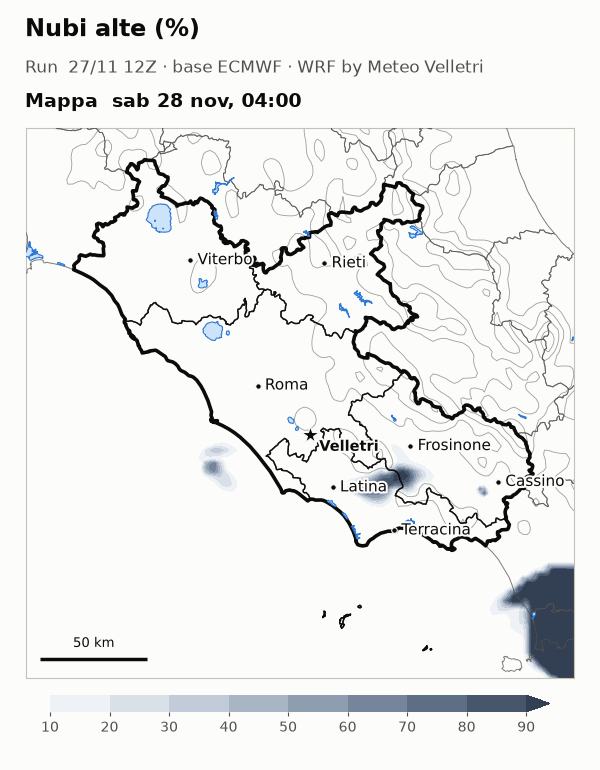 Nubi alte (%)
Run  27/11 12Z · base ECMWF · WRF by Meteo Velletri
Mappa  sab 28 nov, 04:00
Viterbo
Rieti
Roma
Velletri
Frosinone
Latina
Cassino
Terracina
50 km
10 20 30 40 50 60 70 80 90